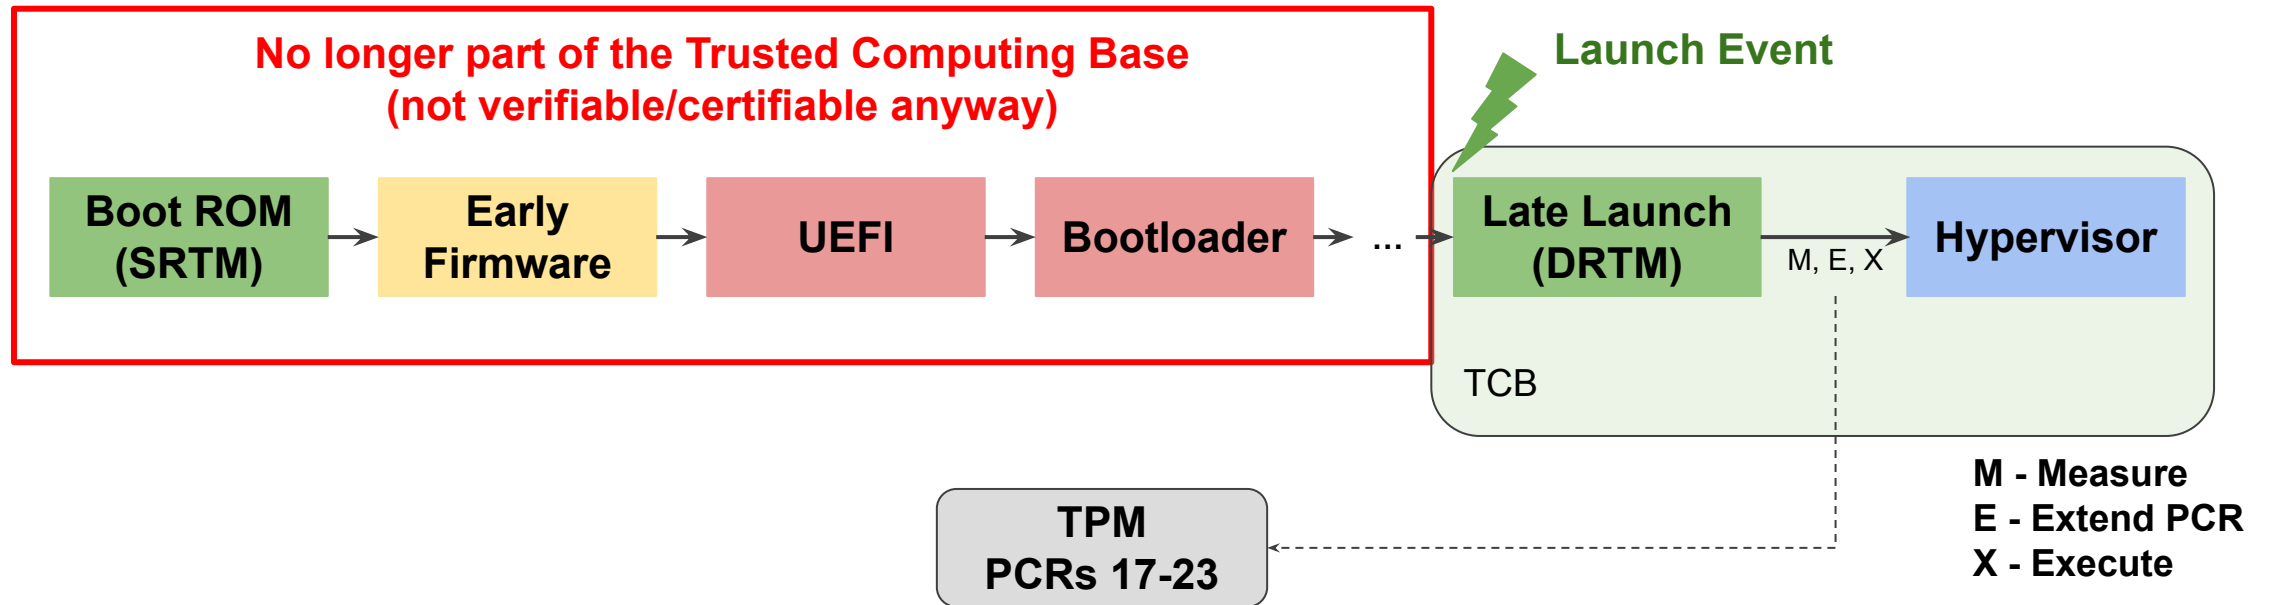 No longer part of the Trusted Computing Base
(not verifiable/certifiable anyway)
Launch Event
Boot ROM
(SRTM)
Early
Firmware
UEFI
Bootloader
...
Late Launch
(DRTM)
M, E, X
Hypervisor
TCB
TPM
PCRs 17-23
M - Measure
E - Extend PCR
X - Execute